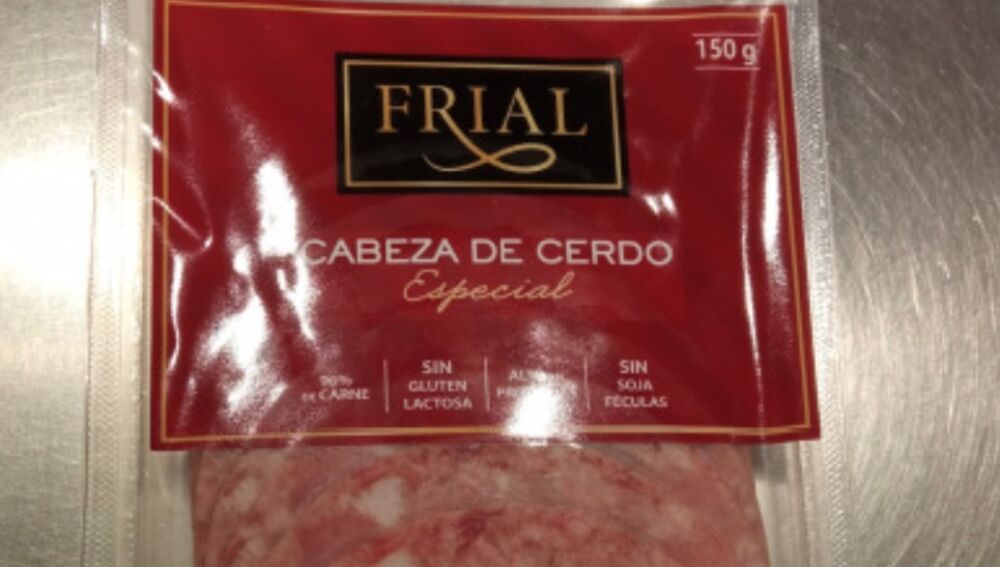 150 g
FRIAL
CABEZA DE CERDO
Especial
DE CARNE
SIN
GLUTEN
LACTOSA
SIN
SOJA
FÉCULAS